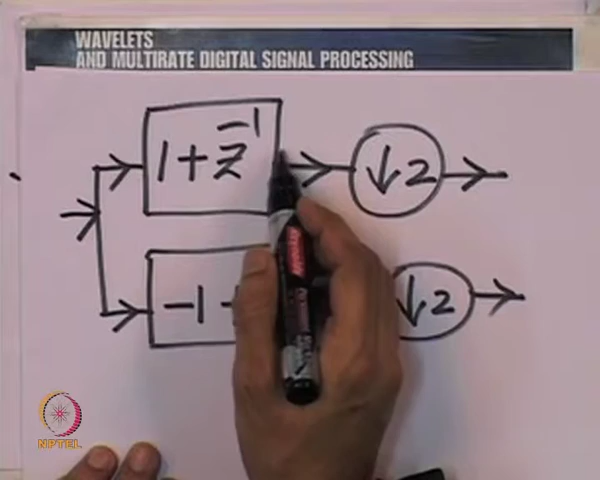 WAVELETS
AND MULTIRATE DIGITAL SIGNAL PROCESSING
1 + z⁻¹
↓2
-1
↓2
NPTEL